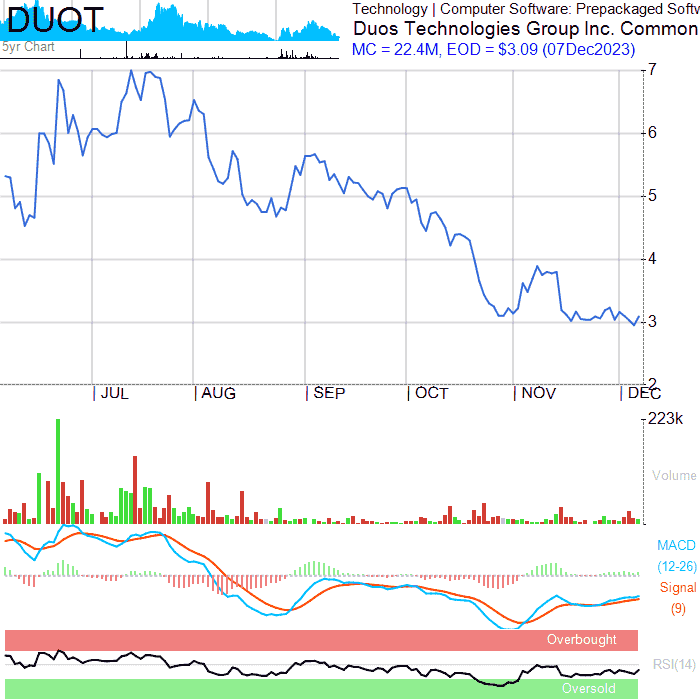 DUOT
5yr Chart
Technology | Computer Software: Prepackaged Softw
Duos Technologies Group Inc. Common
MC = 22.4M, EOD = $3.09 (07Dec2023)
7
6
5
4
3
2
JUL
AUG
SEP
OCT
NOV
DEC
223k
Volume
MACD
(12-26)
Signal
(9)
Overbought
RSI(14)
Oversold